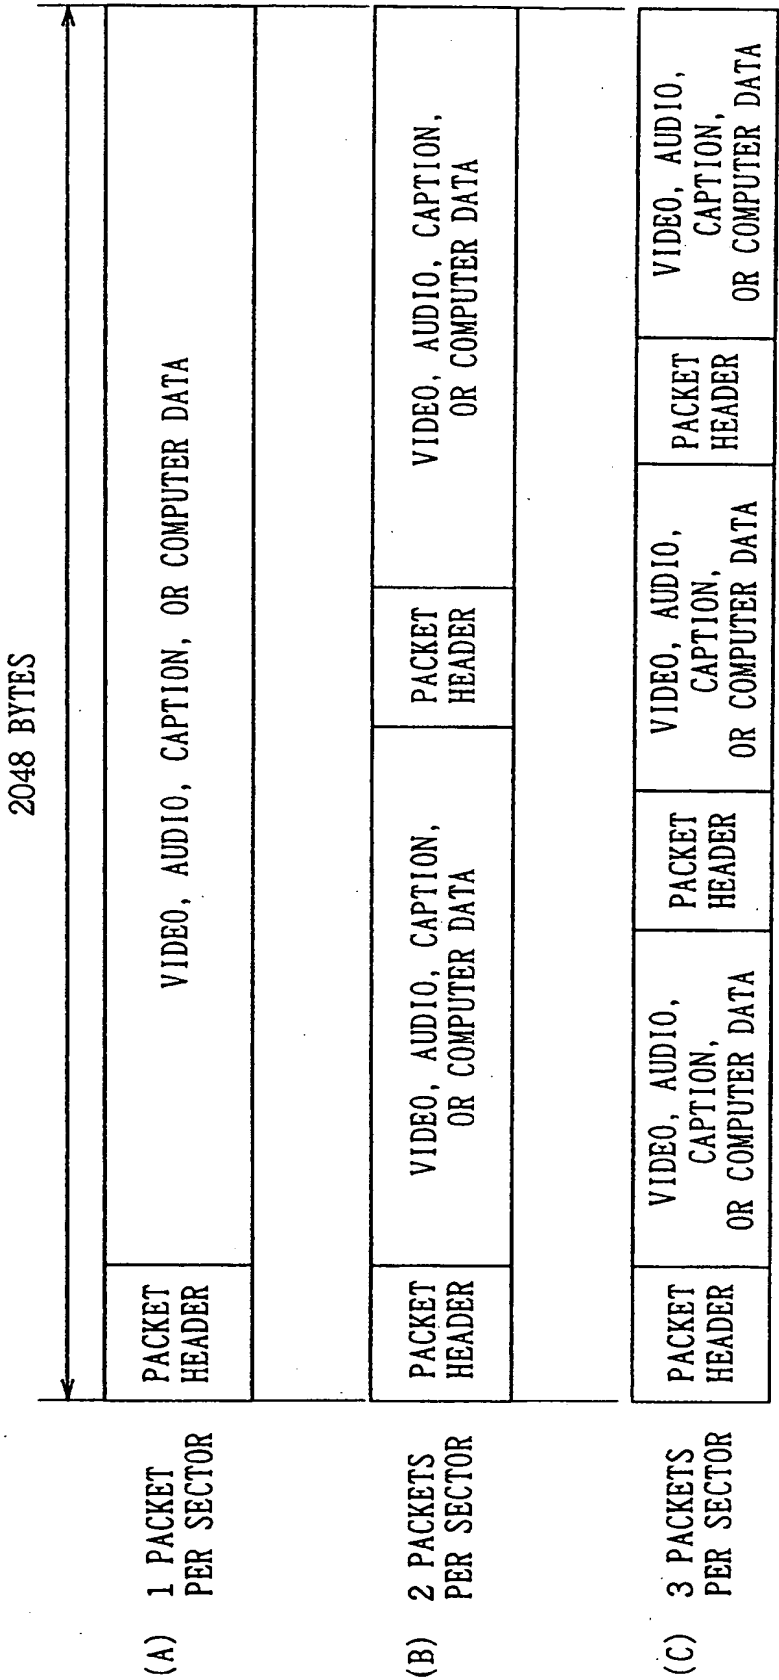 2048 BYTES
(A) 1 PACKET
PER SECTOR
PACKET
HEADER
VIDEO, AUDIO, CAPTION, OR COMPUTER DATA
(B) 2 PACKETS
PER SECTOR
PACKET
HEADER
VIDEO, AUDIO, CAPTION,
OR COMPUTER DATA
PACKET
HEADER
VIDEO, AUDIO, CAPTION,
OR COMPUTER DATA
(C) 3 PACKETS
PER SECTOR
PACKET
HEADER
VIDEO, AUDIO,
CAPTION,
OR COMPUTER DATA
PACKET
HEADER
VIDEO, AUDIO,
CAPTION,
OR COMPUTER DATA
PACKET
HEADER
VIDEO, AUDIO,
CAPTION,
OR COMPUTER DATA